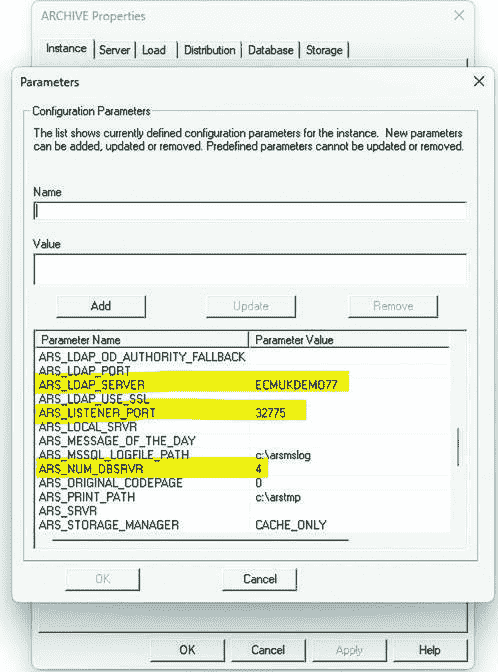 ARCHIVE Properties
Instance Server Load Distribution Database Storage
Parameters
Configuration Parameters
The list shows currently defined configuration parameters for the instance. New parameters
can be added, updated or removed. Predefined parameters cannot be updated or removed.
Name
Value
Add Update Remove
Parameter Name Parameter Value
ARS_LDAP_OD_AUTHORITY_FALLBACK
ARS_LDAP_PORT
ARS_LDAP_SERVER ECMUKDEMO77
ARS_LDAP_USE_SSL
ARS_LISTENER_PORT 32775
ARS_LOCAL_SRVR
ARS_MESSAGE_OF_THE_DAY
ARS_MSSQL_LOGFILE_PATH c:\arsmslog
ARS_NUM_DBSRVR 4
ARS_ORIGINAL_CODEPAGE 0
ARS_PRINT_PATH c:\arstmp
ARS_SRVR
ARS_STORAGE_MANAGER CACHE_ONLY
OK Cancel
OK Cancel Apply Help